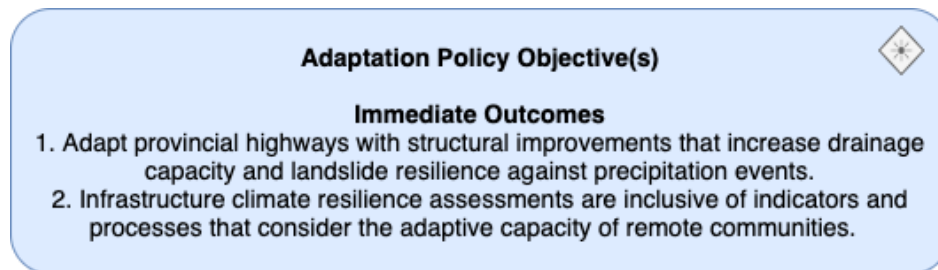 Adaptation Policy Objective(s)
Immediate Outcomes
1. Adapt provincial highways with structural improvements that increase drainage
capacity and landslide resilience against precipitation events.
2. Infrastructure climate resilience assessments are inclusive of indicators and
processes that consider the adaptive capacity of remote communities.